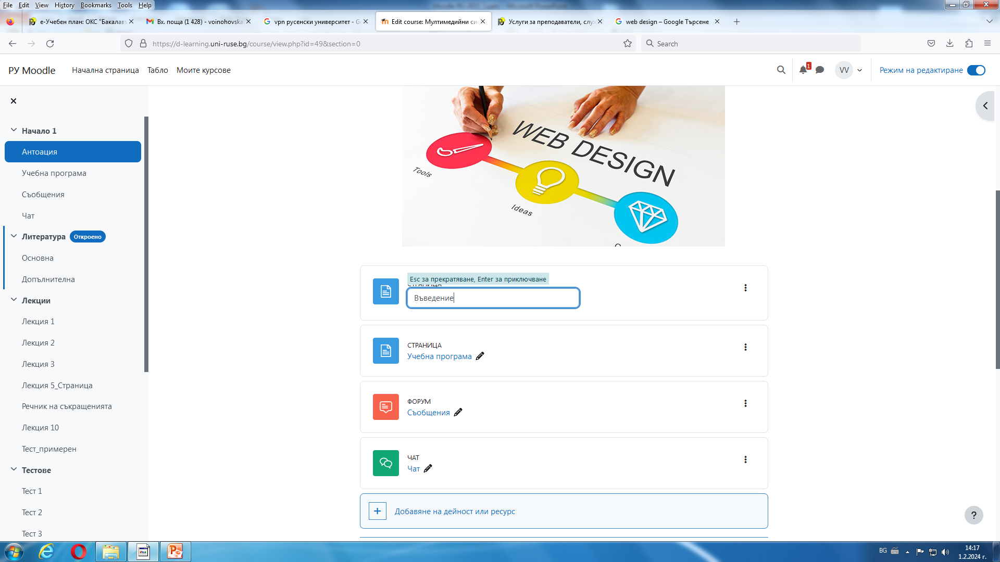 File Edit View History Bookmarks Tools Help
е-Учебен план: ОКС "Бакалавъ
Вх. поща (1 428) - voinohovska
vpn русенски университет - Go
Edit course: Мултимедийни си
Услуги за преподаватели, служ
web design – Google Търсене
https://d-learning.uni-ruse.bg/course/view.php?id=49&section=0
Search
РУ Moodle
Начална страница
Табло
Моите курсове
1
VV
Режим на редактиране
Начало 1
Антоация
Учебна програма
Съобщения
Чат
Литература
Откроено
Основна
Допълнителна
Лекции
Лекция 1
Лекция 2
Лекция 3
Лекция 5_Страница
Речник на съкращенията
Лекция 10
Тест_примерен
Тестове
Тест 1
Тест 2
Тест 3
WEB DESIGN
Tools
Ideas
Esc за прекратяване, Enter за приключване
СТРАНИЦА
Въведение
СТРАНИЦА
Учебна програма
ФОРУМ
Съобщения
ЧАТ
Чат
Добавяне на дейност или ресурс
?
BG
14:17
1.2.2024 г.